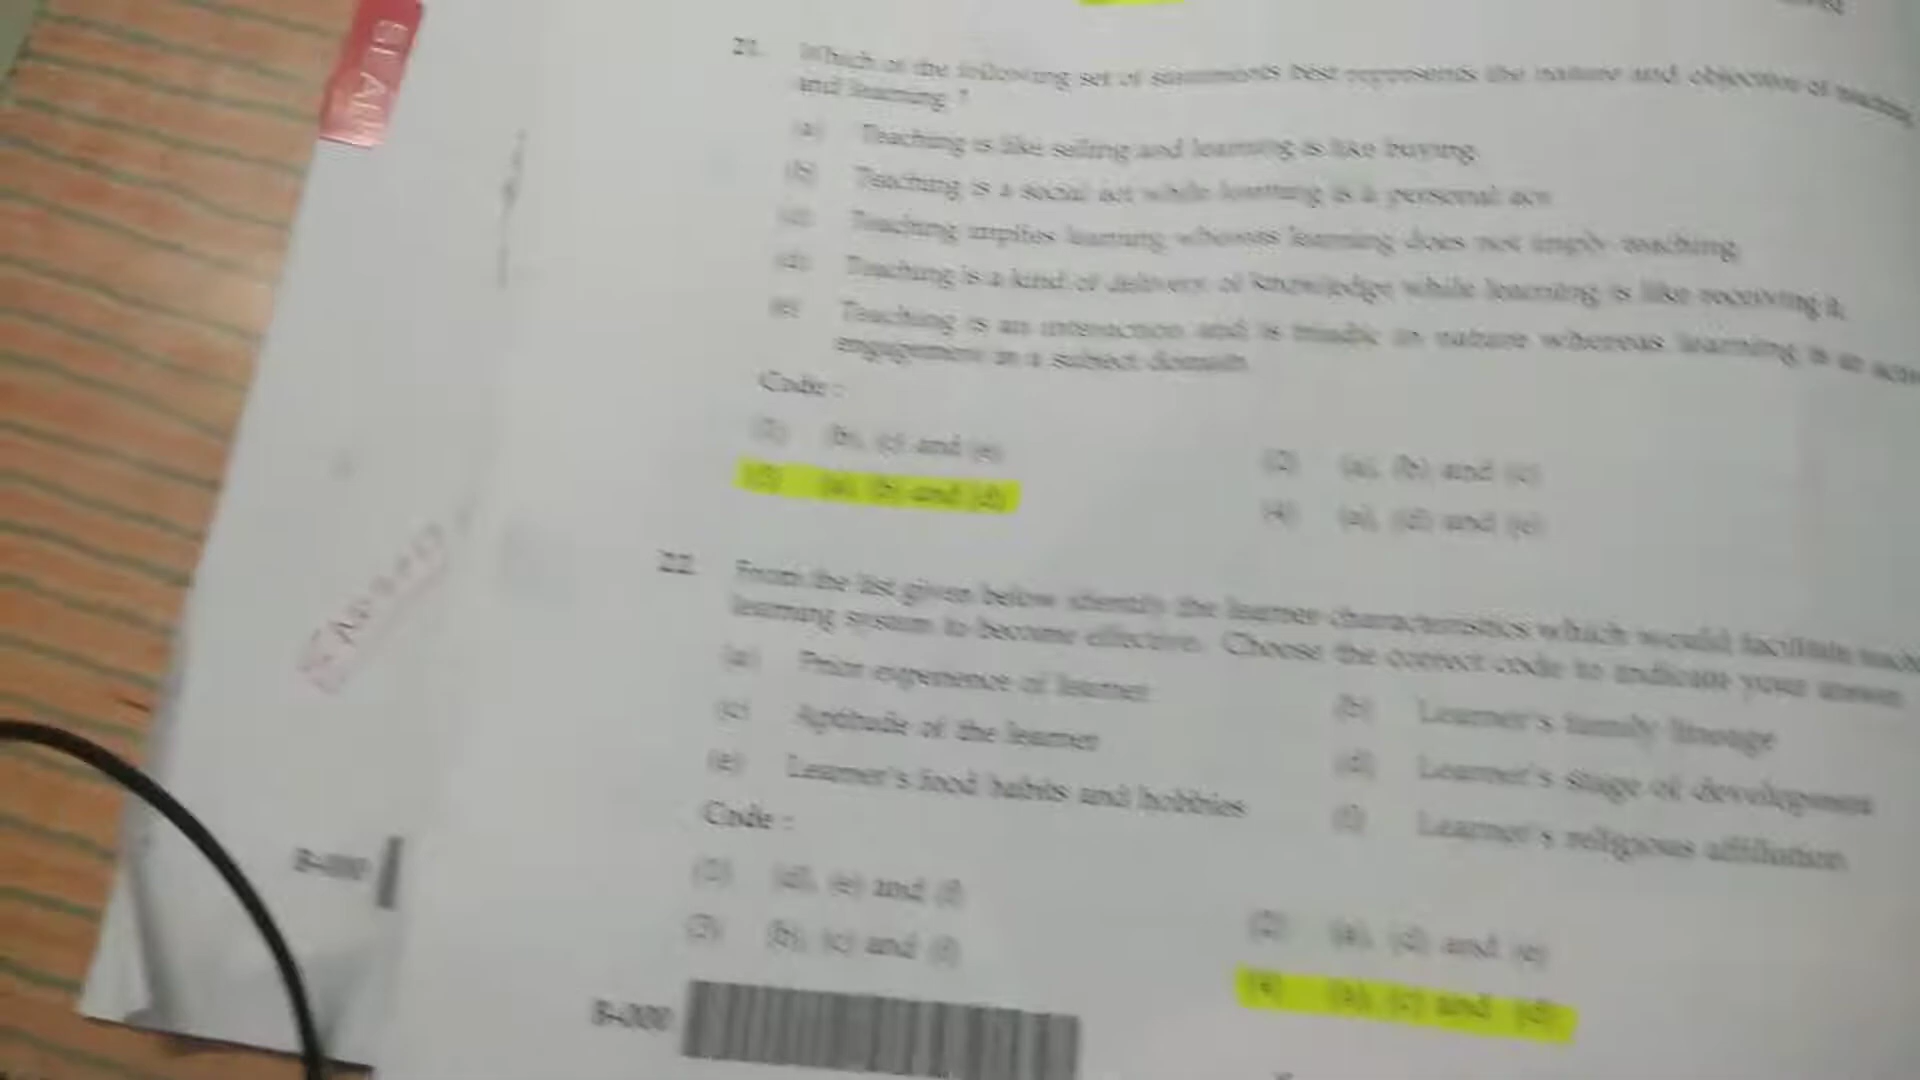 21. Which of the following set of statements best represents the nature and objective of teaching
and learning ?
(a) Teaching is like selling and learning is like buying
(b) Teaching is a social act while learning is a personal act
(c) Teaching implies learning whereas learning does not imply teaching
(d) Teaching is a kind of delivery of knowledge while learning is like receiving it
(e) Teaching is an interaction and is triadic in nature whereas learning is an
engagement in a subject domain
Code :
(1) (b), (c) and (e)
(2) (a), (b) and (c)
(3) (a), (b) and (d)
(4) (a), (d) and (e)
22. From the list given below identify the learner characteristics which would facilitate
learning system to become effective. Choose the correct code to indicate your answer
(a) Prior experience of learner
(b) Learner's family lineage
(c) Aptitude of the learner
(d) Learner's stage of development
(e) Learner's food habits and hobbies
(f) Learner's religious affiliation
Code :
(1) (d), (e) and (f)
(2) (a), (d) and (e)
(3) (b), (c) and (f)
(4) (a), (c) and (d)
B-000